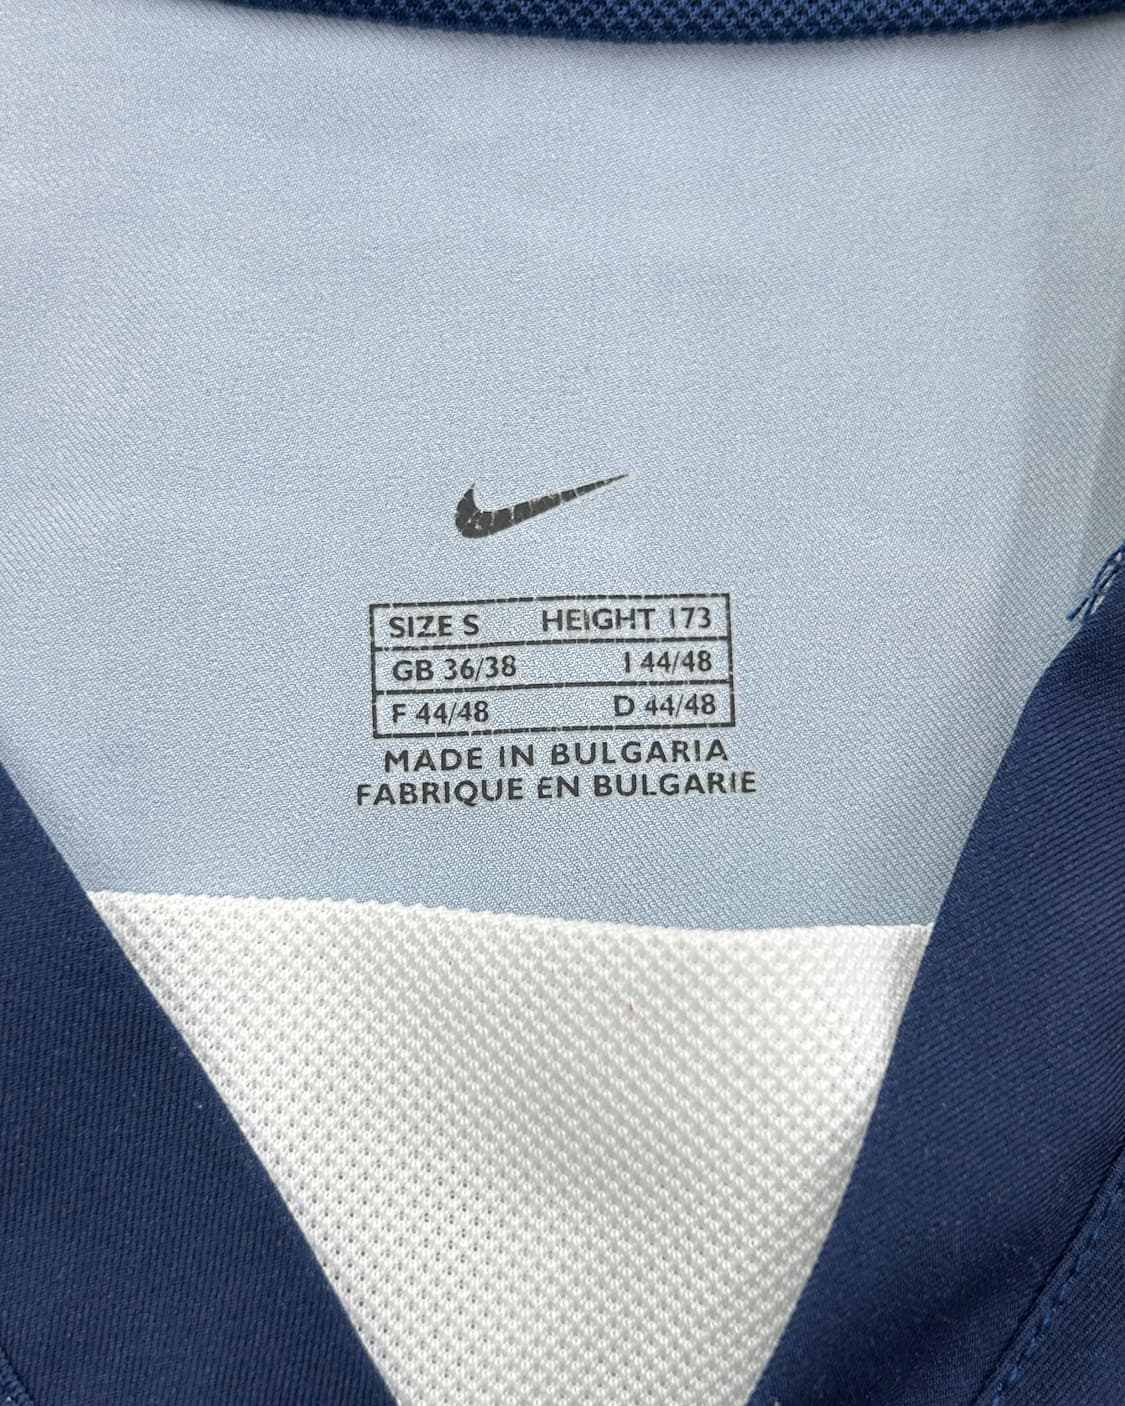 SIZE S HEIGHT 173
GB 36/38 I 44/48
F 44/48 D 44/48
MADE IN BULGARIA
FABRIQUE EN BULGARIE